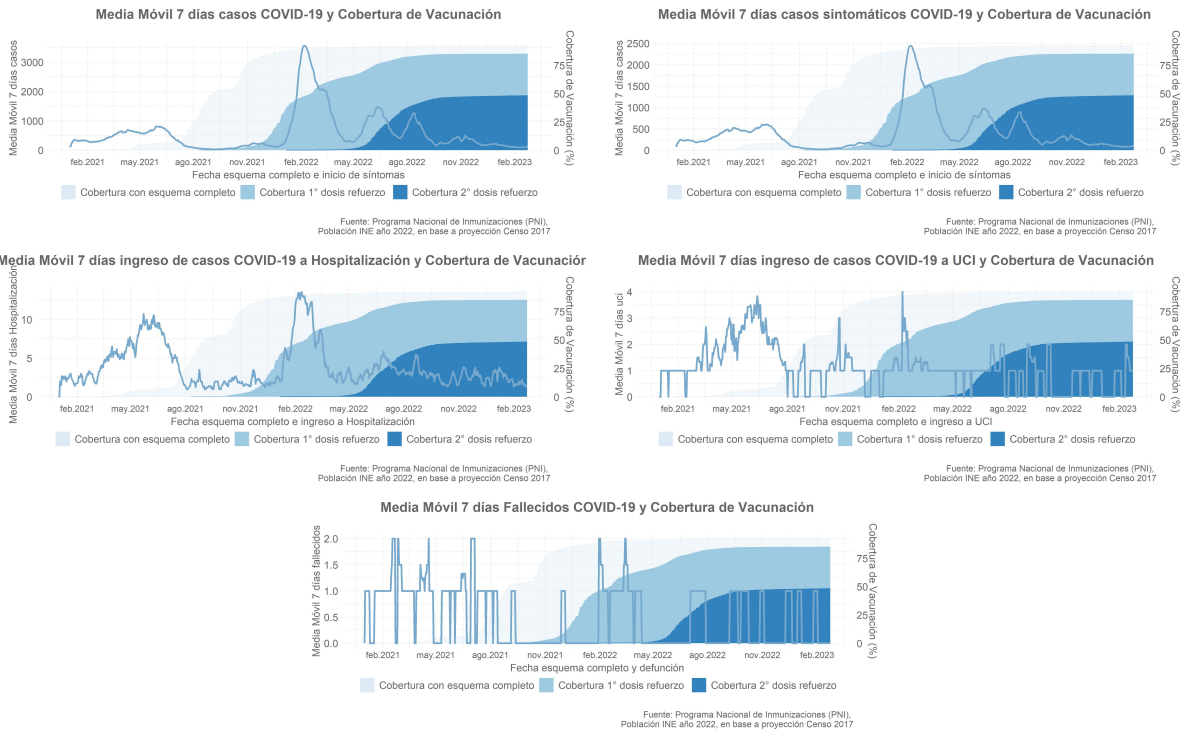 Media Móvil 7 días casos COVID-19 y Cobertura de Vacunación
Media Móvil 7 días casos
3000
2000
1000
0
75
50
25
0
Cobertura de Vacunación (%)
feb.2021 may.2021 ago.2021 nov.2021 feb.2022 may.2022 ago.2022 nov.2022 feb.2023
Fecha esquema completo e inicio de síntomas
Cobertura con esquema completo Cobertura 1° dosis refuerzo Cobertura 2° dosis refuerzo
Fuente: Programa Nacional de Inmunizaciones (PNI),
Población INE año 2022, en base a proyección Censo 2017
Media Móvil 7 días casos sintomáticos COVID-19 y Cobertura de Vacunación
Media Móvil 7 días casos
2500
2000
1500
1000
500
0
75
50
25
0
Cobertura de Vacunación (%)
feb.2021 may.2021 ago.2021 nov.2021 feb.2022 may.2022 ago.2022 nov.2022 feb.2023
Fecha esquema completo e inicio de síntomas
Cobertura con esquema completo Cobertura 1° dosis refuerzo Cobertura 2° dosis refuerzo
Fuente: Programa Nacional de Inmunizaciones (PNI),
Población INE año 2022, en base a proyección Censo 2017
Media Móvil 7 días ingreso de casos COVID-19 a Hospitalización y Cobertura de Vacunación
Media Móvil 7 días Hospitalización
10
5
0
75
50
25
0
Cobertura de Vacunación (%)
feb.2021 may.2021 ago.2021 nov.2021 feb.2022 may.2022 ago.2022 nov.2022 feb.2023
Fecha esquema completo e ingreso a Hospitalización
Cobertura con esquema completo Cobertura 1° dosis refuerzo Cobertura 2° dosis refuerzo
Fuente: Programa Nacional de Inmunizaciones (PNI),
Población INE año 2022, en base a proyección Censo 2017
Media Móvil 7 días ingreso de casos COVID-19 a UCI y Cobertura de Vacunación
Media Móvil 7 días uci
4
3
2
1
0
75
50
25
0
Cobertura de Vacunación (%)
feb.2021 may.2021 ago.2021 nov.2021 feb.2022 may.2022 ago.2022 nov.2022 feb.2023
Fecha esquema completo e ingreso a UCI
Cobertura con esquema completo Cobertura 1° dosis refuerzo Cobertura 2° dosis refuerzo
Fuente: Programa Nacional de Inmunizaciones (PNI),
Población INE año 2022, en base a proyección Censo 2017
Media Móvil 7 días Fallecidos COVID-19 y Cobertura de Vacunación
Media Móvil 7 días fallecidos
2.0
1.5
1.0
0.5
0.0
75
50
25
0
Cobertura de Vacunación (%)
feb.2021 may.2021 ago.2021 nov.2021 feb.2022 may.2022 ago.2022 nov.2022 feb.2023
Fecha esquema completo y defunción
Cobertura con esquema completo Cobertura 1° dosis refuerzo Cobertura 2° dosis refuerzo
Fuente: Programa Nacional de Inmunizaciones (PNI),
Población INE año 2022, en base a proyección Censo 2017